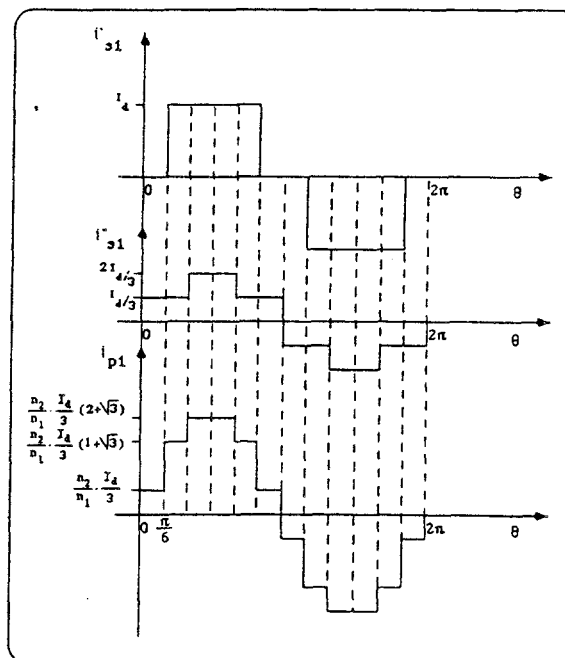 i's1
Id
0
2π
θ
i"s1
2Id/3
Id/3
0
2π
θ
ip1
n2/n1 · Id/3 (2+√3)
n2/n1 · Id/3 (1+√3)
n2/n1 · Id/3
0
π/6
2π
θ